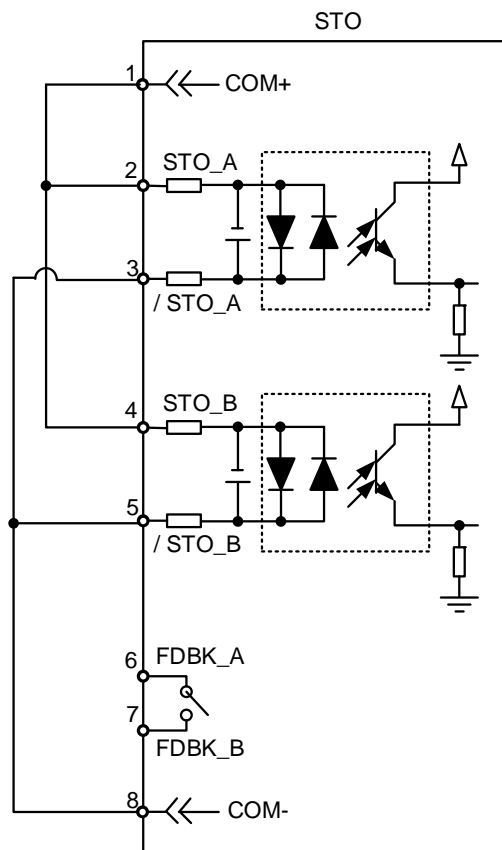 STO
1
COM+
2
STO_A
3
/ STO_A
4
STO_B
5
/ STO_B
6
FDBK_A
7
FDBK_B
8
COM-